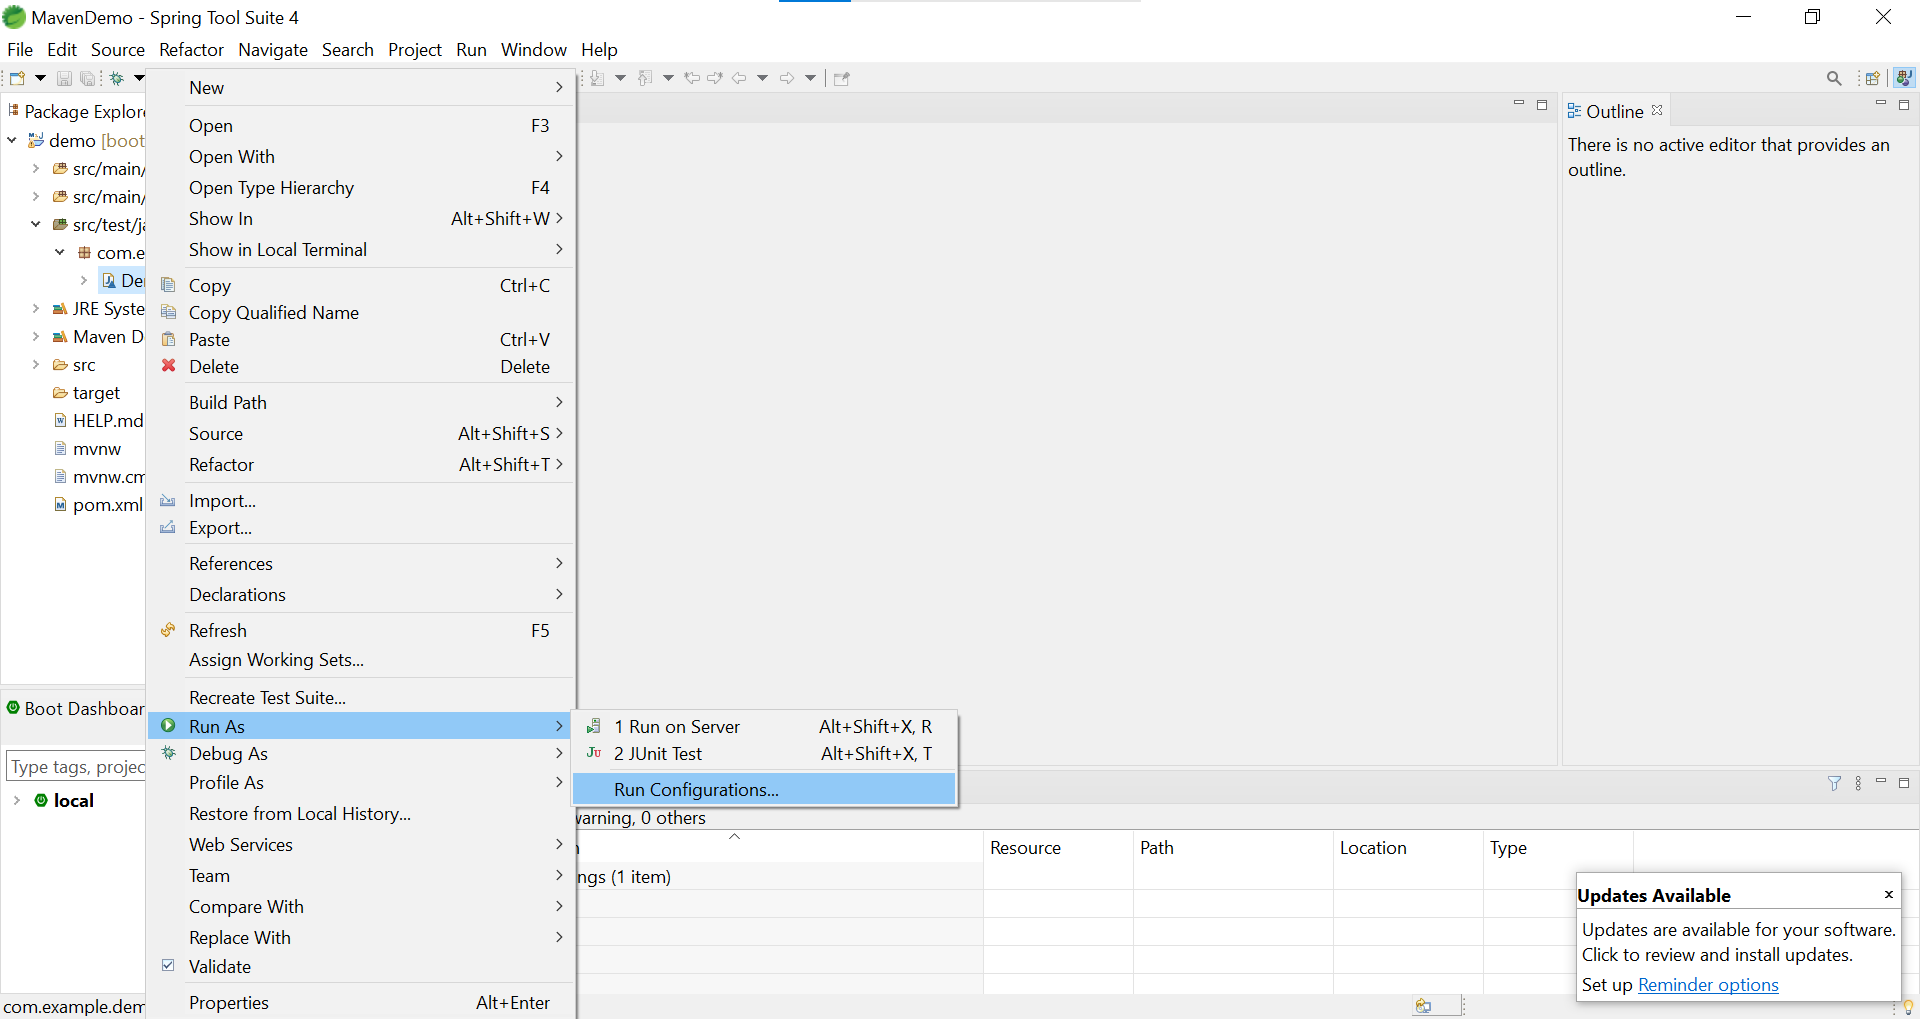 MavenDemo - Spring Tool Suite 4
File Edit Source Refactor Navigate Search Project Run Window Help
Package Explor
demo [boot
src/main/
src/main/
src/test/ja
com.e
De
JRE Syste
Maven D
src
target
HELP.md
mvnw
mvnw.cm
pom.xml
Boot Dashboar
Type tags, projec
local
com.example.dem
New
Open F3
Open With
Open Type Hierarchy F4
Show In Alt+Shift+W
Show in Local Terminal
Copy Ctrl+C
Copy Qualified Name
Paste Ctrl+V
Delete Delete
Build Path
Source Alt+Shift+S
Refactor Alt+Shift+T
Import...
Export...
References
Declarations
Refresh F5
Assign Working Sets...
Recreate Test Suite...
Run As
Debug As
Profile As
Restore from Local History...
Web Services
Team
Compare With
Replace With
Validate
Properties Alt+Enter
1 Run on Server Alt+Shift+X, R
2 JUnit Test Alt+Shift+X, T
Run Configurations...
Outline
There is no active editor that provides an
outline.
warning, 0 others
Resource Path Location Type
ngs (1 item)
Updates Available
Updates are available for your software.
Click to review and install updates.
Set up Reminder options